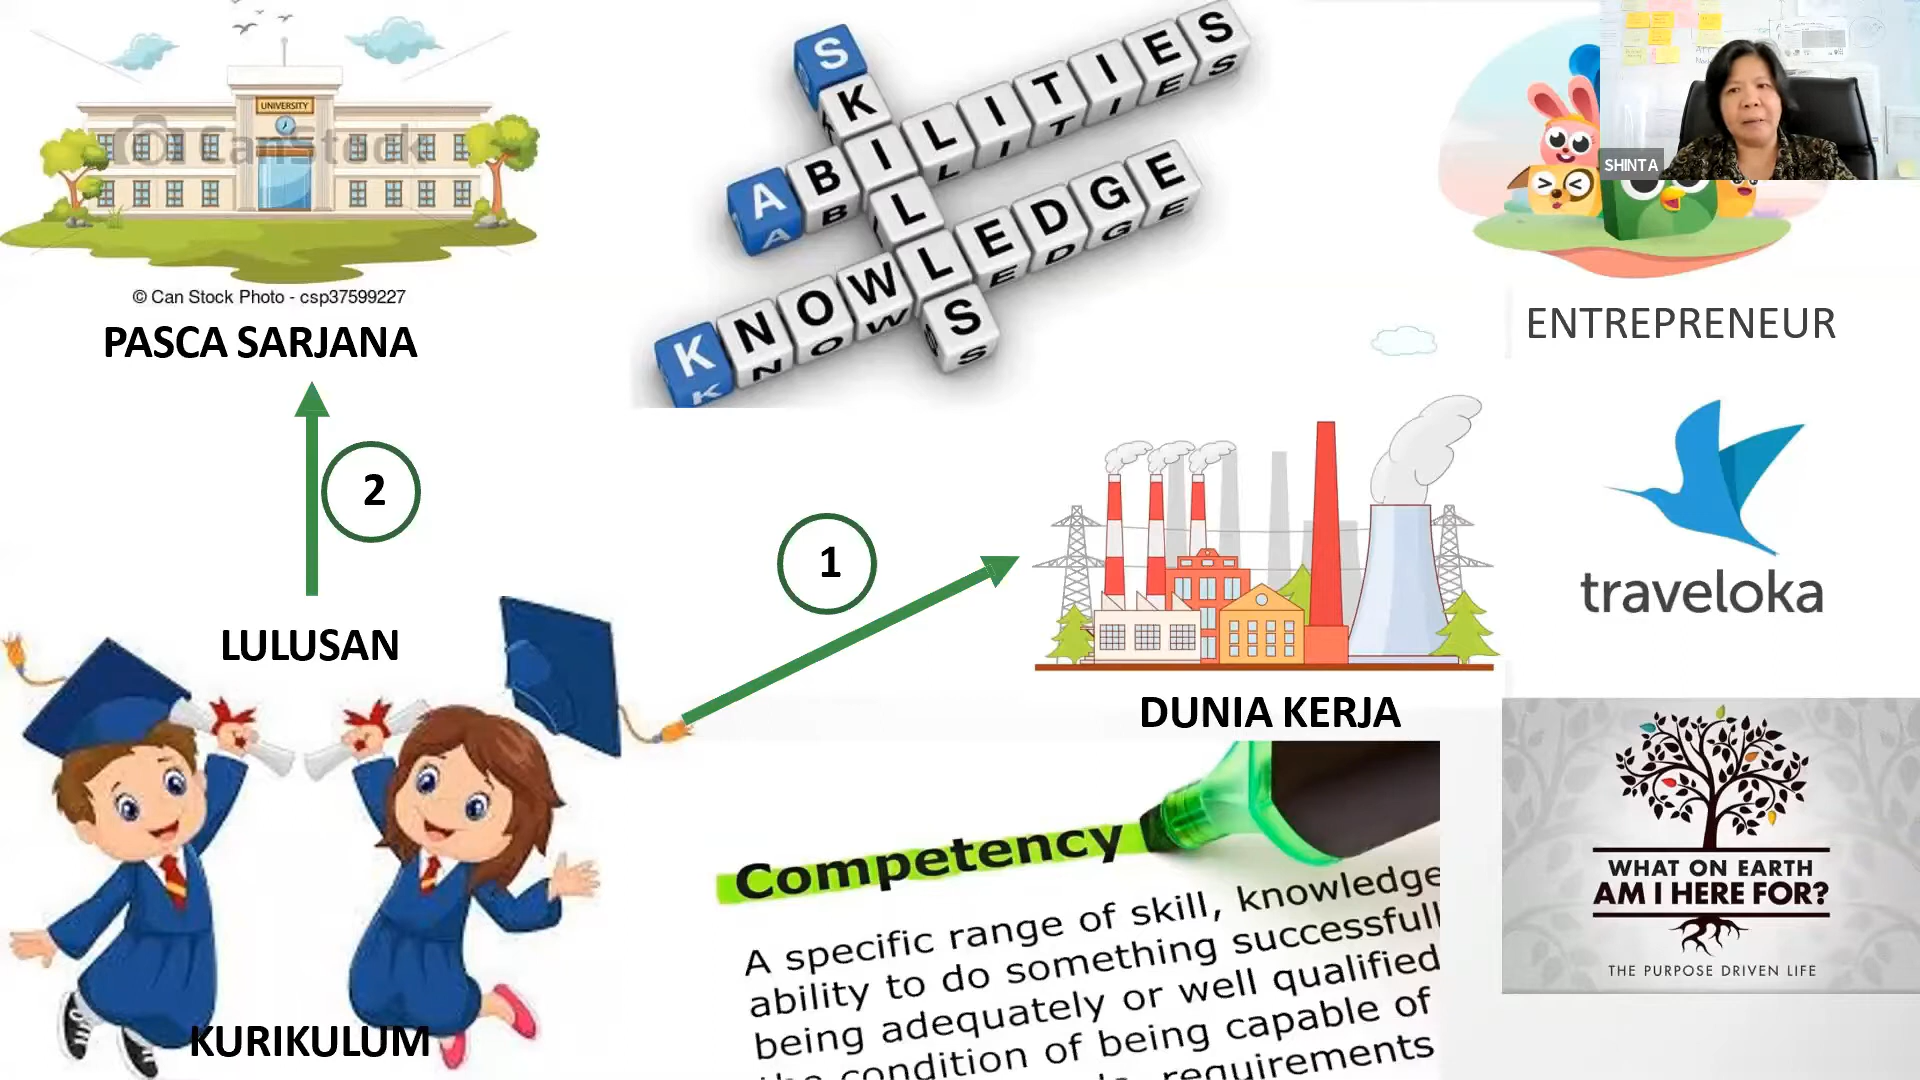 UNIVERSITY
CanStock
© Can Stock Photo - csp37599227
PASCA SARJANA
2
LULUSAN
KURIKULUM
SKILLS
ABILITIES
KNOWLEDGE
1
DUNIA KERJA
Competency
A specific range of skill, knowledge
ability to do something successfull
being adequately or well qualified
condition of being capable of
requirements
SHINTA
ENTREPRENEUR
traveloka
WHAT ON EARTH
AM I HERE FOR?
THE PURPOSE DRIVEN LIFE